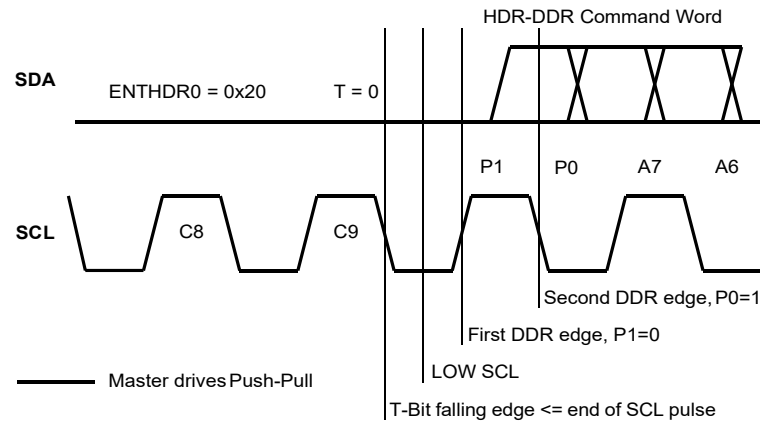 HDR-DDR Command Word
SDA
ENTHDR0 = 0x20 T = 0
P1 P0 A7 A6
SCL
C8 C9
Second DDR edge, P0=1
First DDR edge, P1=0
LOW SCL
Master drives Push-Pull
T-Bit falling edge <= end of SCL pulse